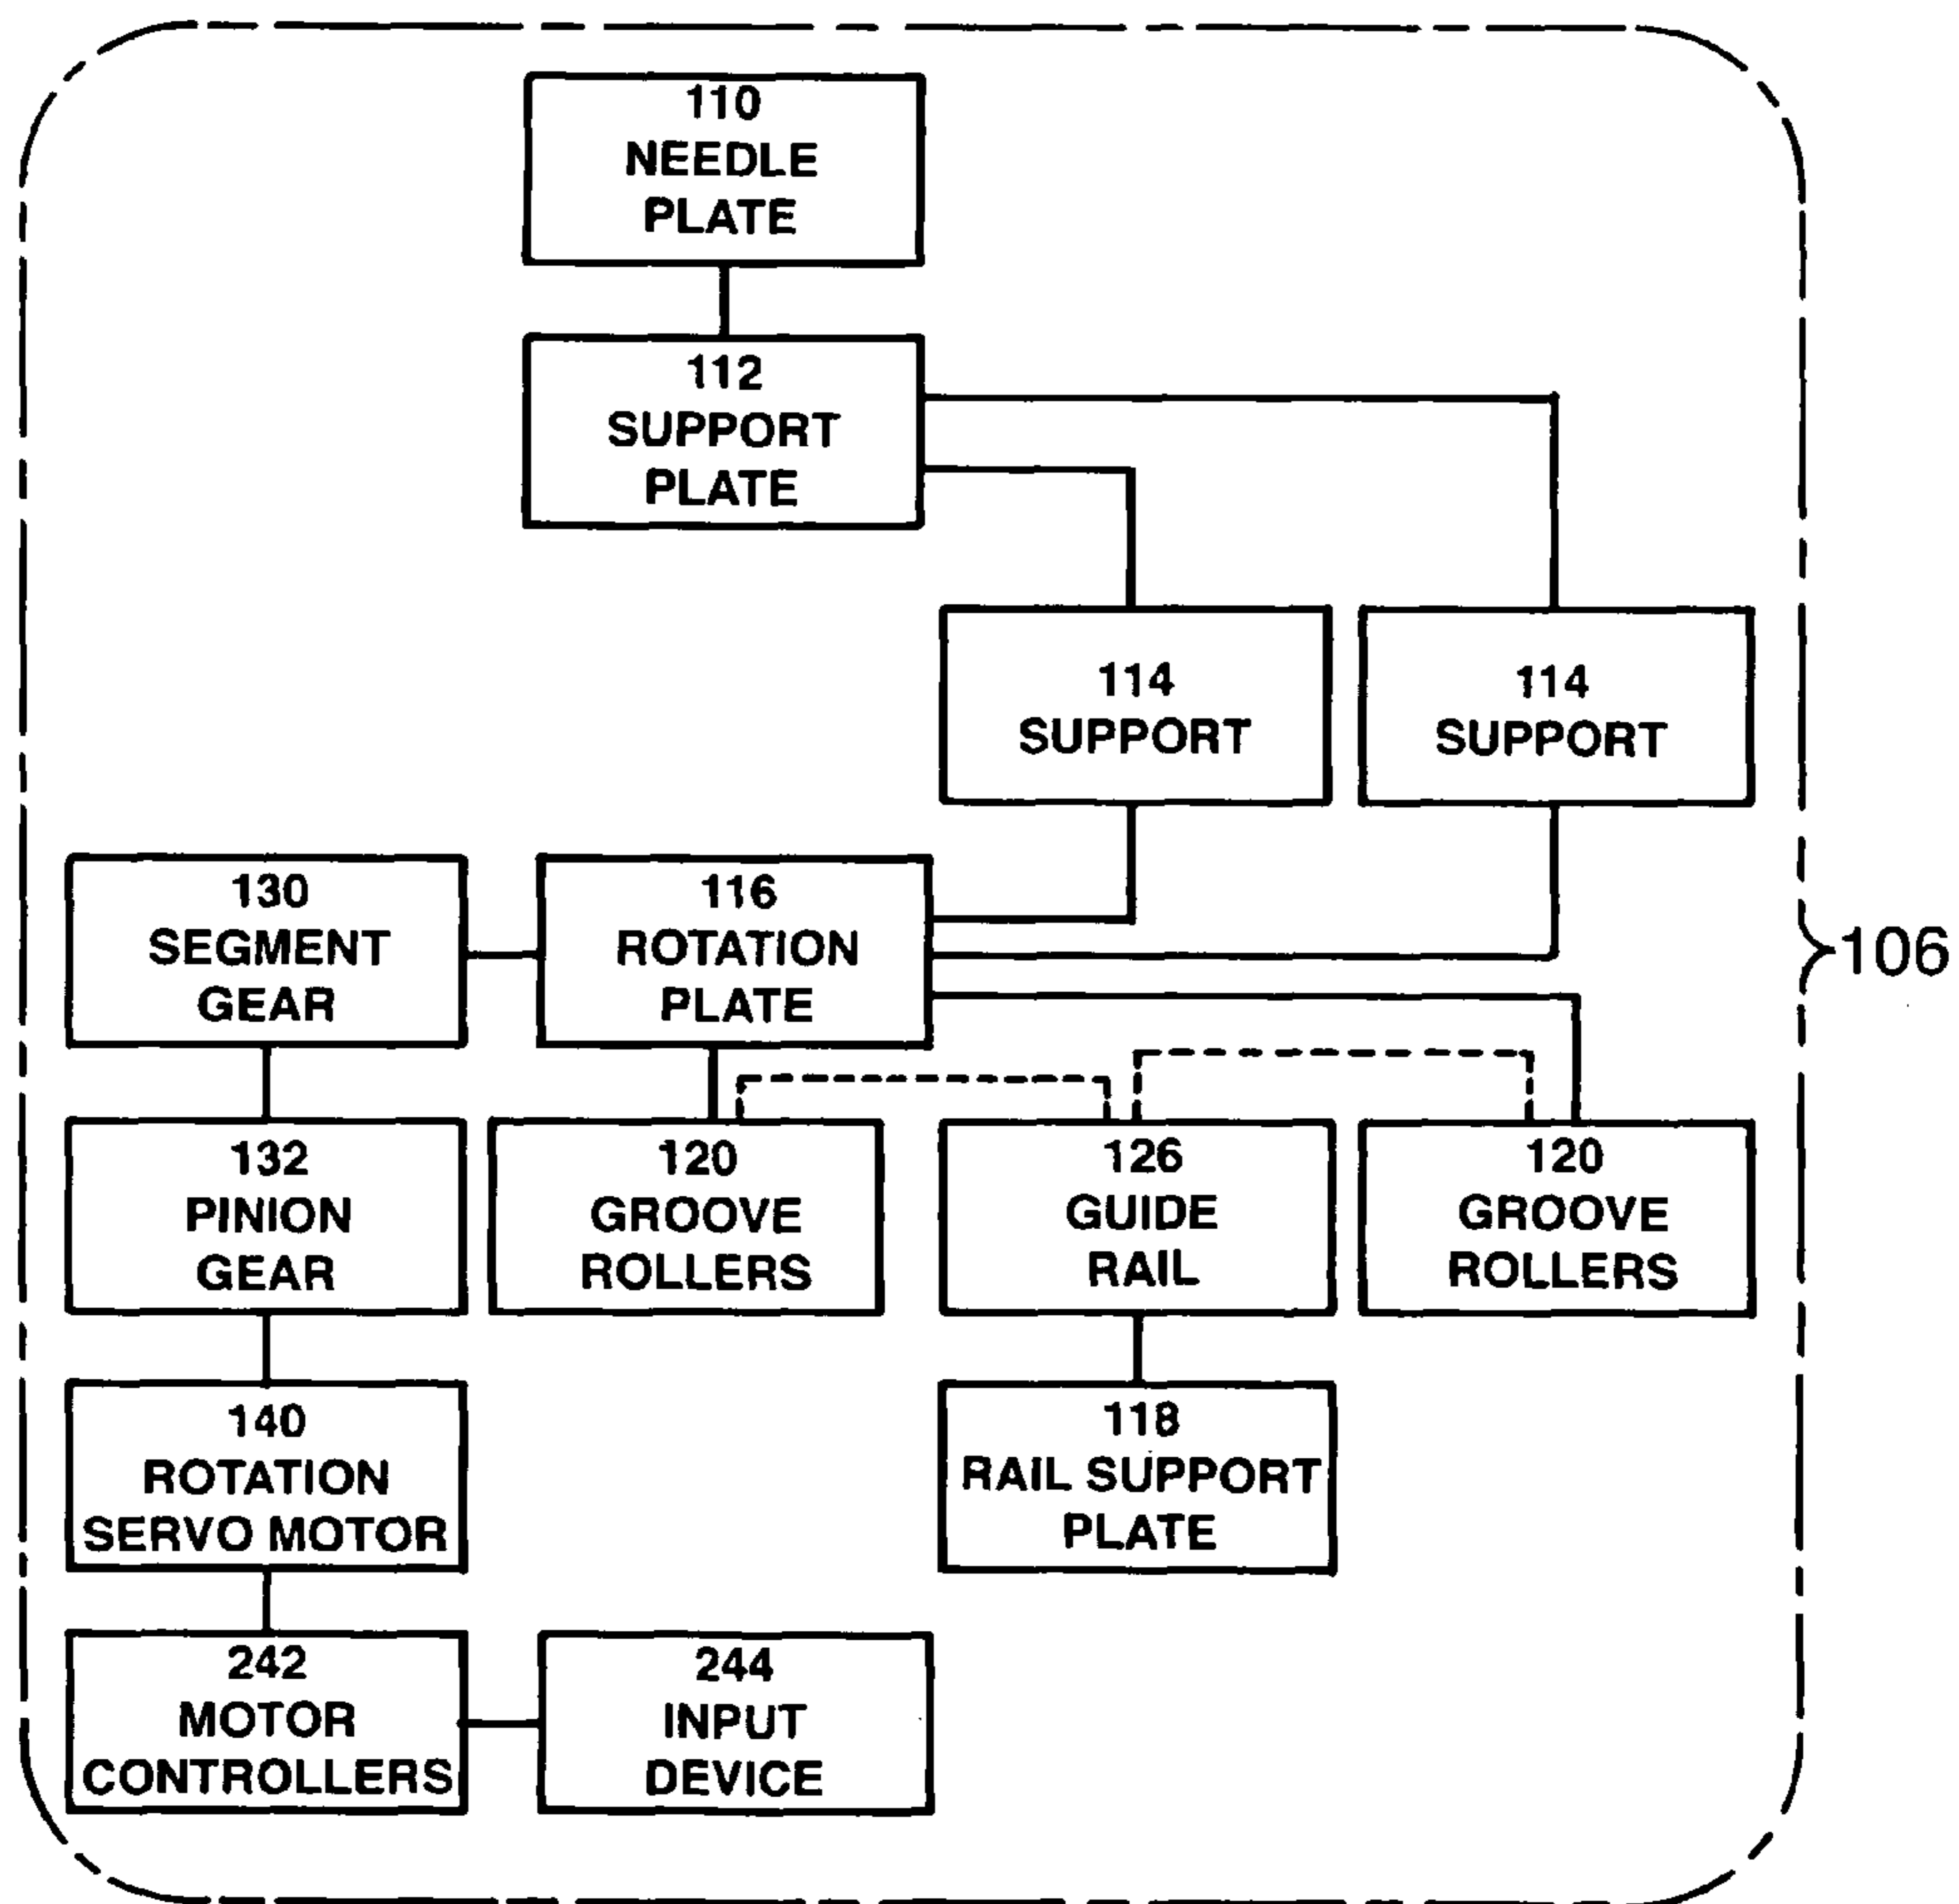 110
NEEDLE
PLATE
112
SUPPORT
PLATE
114
SUPPORT
114
SUPPORT
130
SEGMENT
GEAR
116
ROTATION
PLATE
106
132
PINION
GEAR
120
GROOVE
ROLLERS
126
GUIDE
RAIL
120
GROOVE
ROLLERS
140
ROTATION
SERVO MOTOR
118
RAIL SUPPORT
PLATE
242
MOTOR
CONTROLLERS
244
INPUT
DEVICE